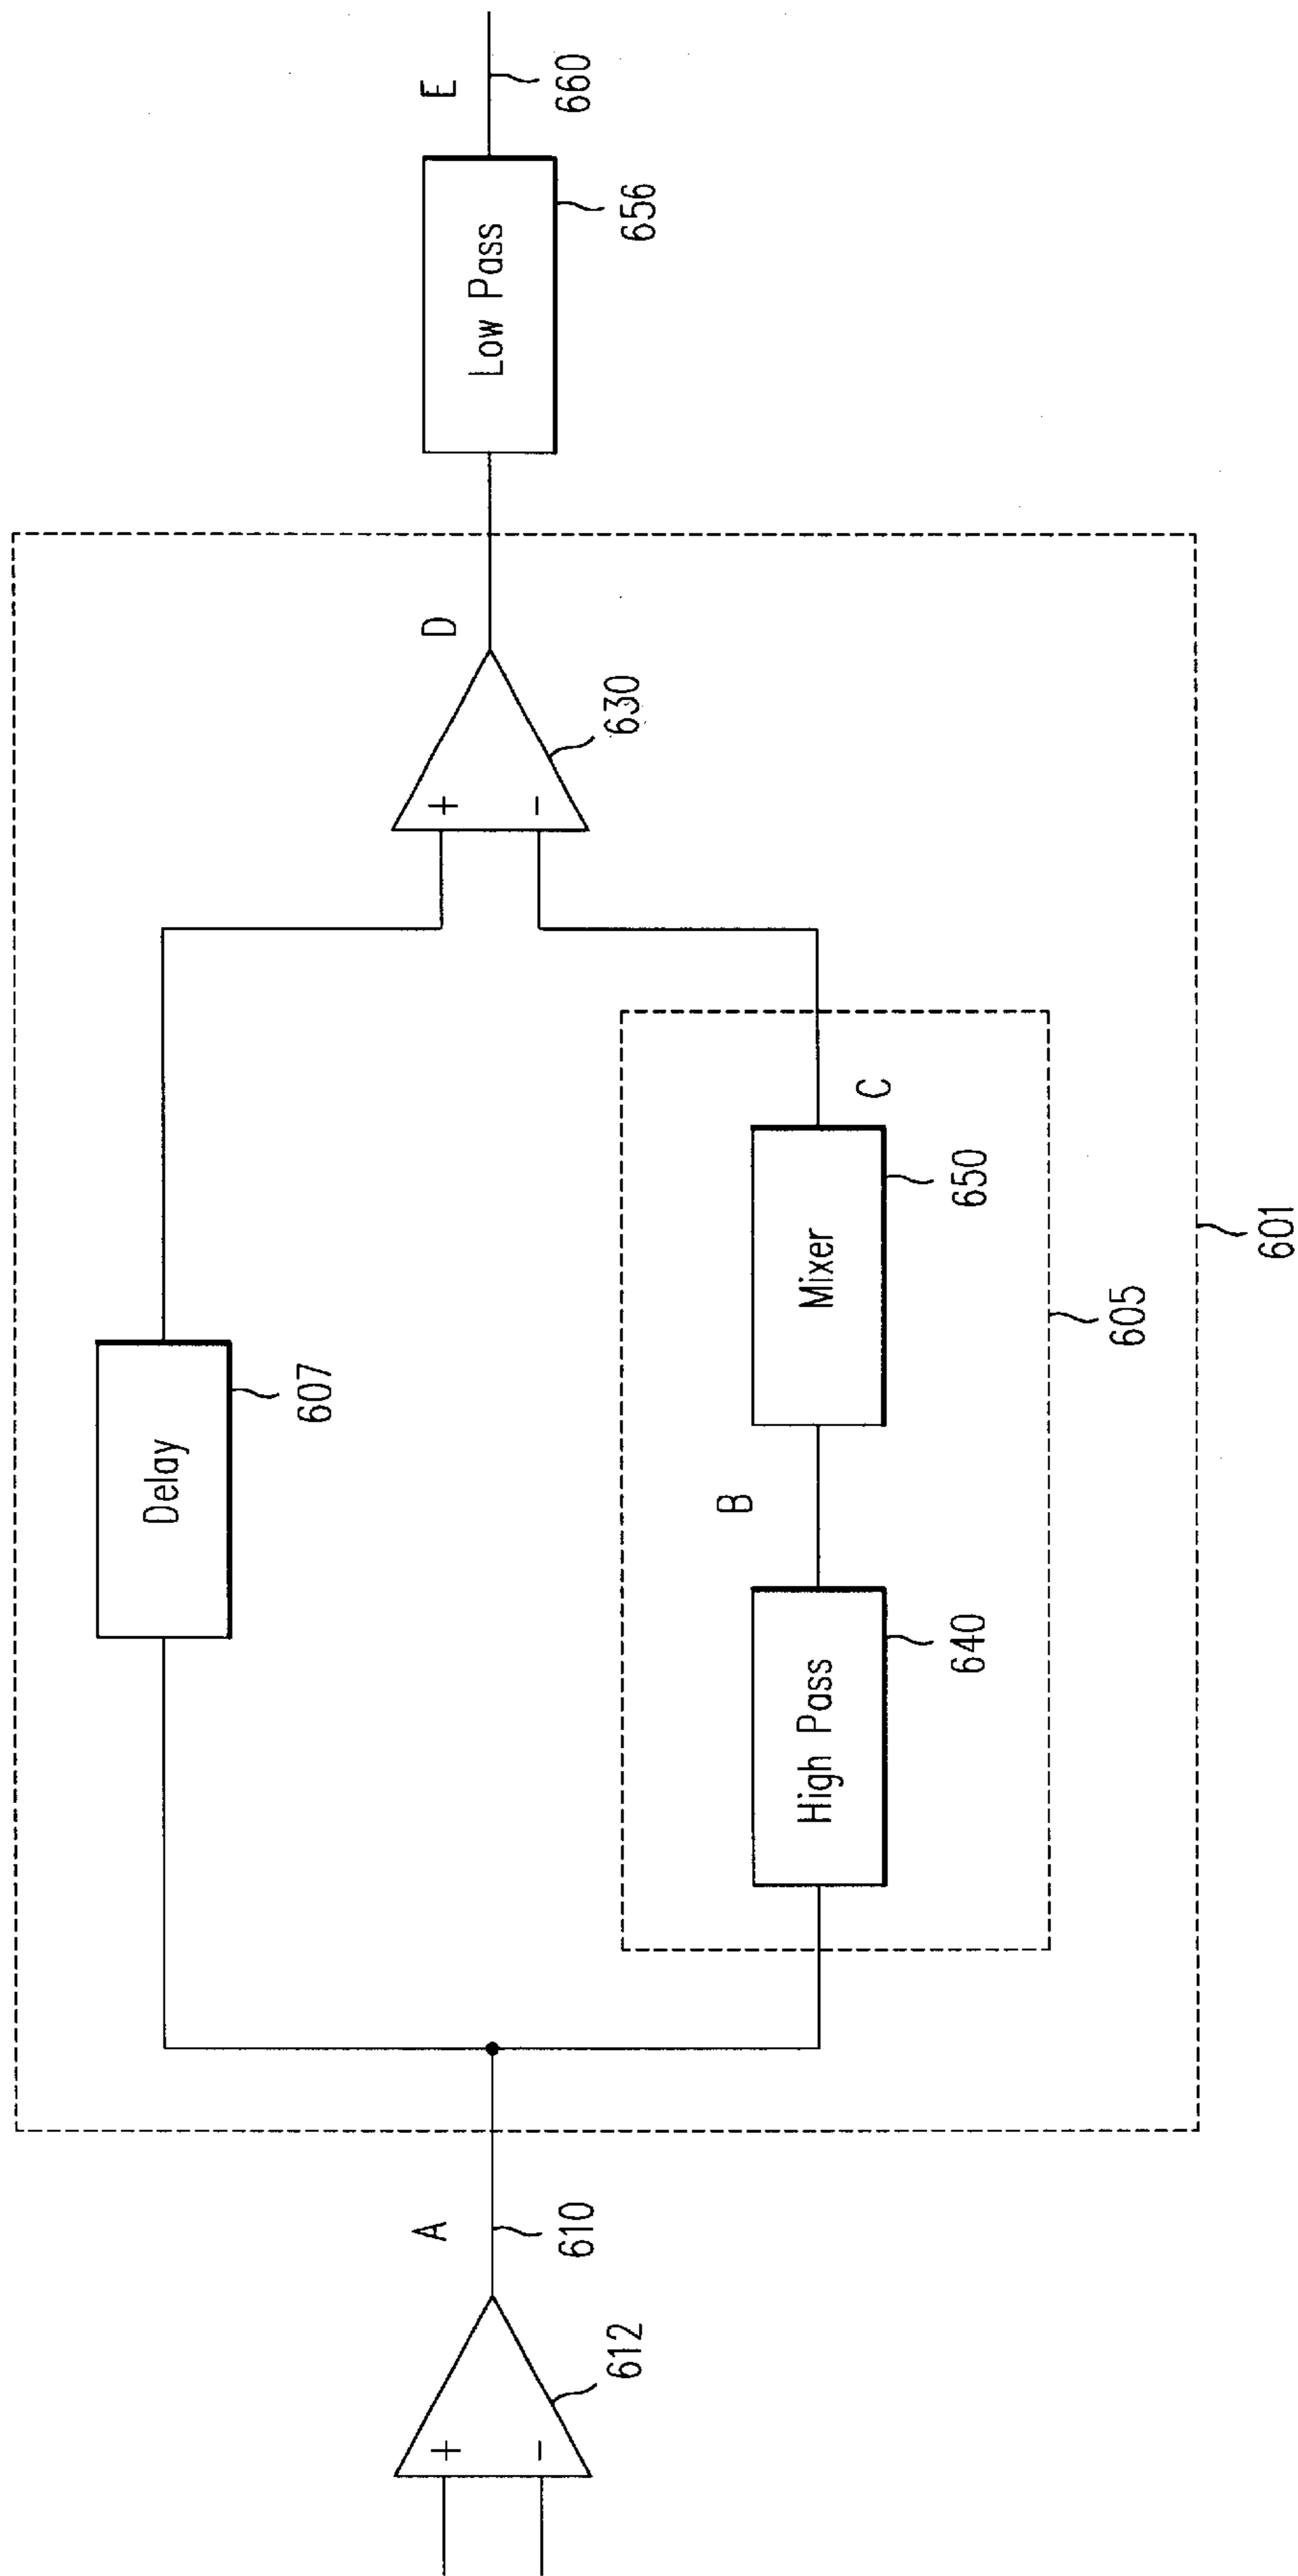 Delay
607
A
610
+
-
612
+
-
630
D
Low Pass
656
E
660
High Pass
640
B
Mixer
650
C
605
601